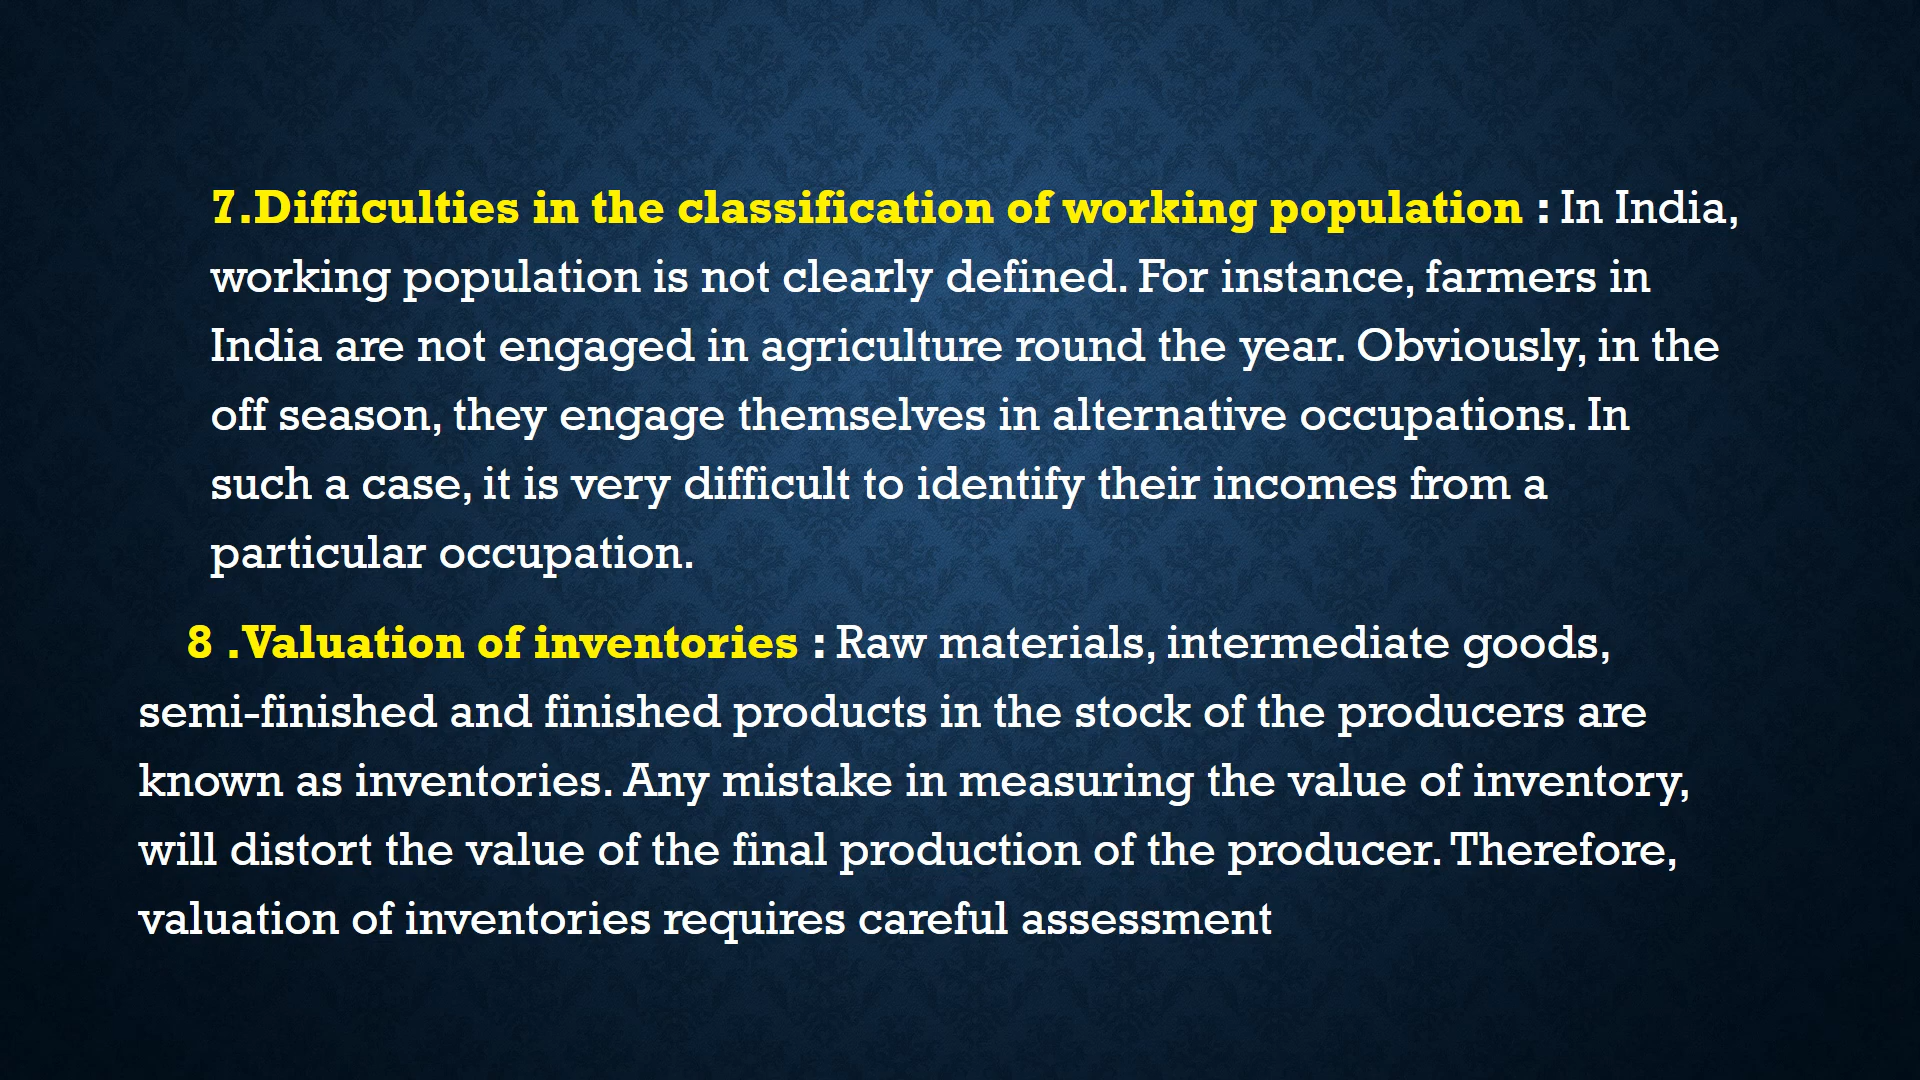 7.Difficulties in the classification of working population : In India,
working population is not clearly defined. For instance, farmers in
India are not engaged in agriculture round the year. Obviously, in the
off season, they engage themselves in alternative occupations. In
such a case, it is very difficult to identify their incomes from a
particular occupation.
8 .Valuation of inventories : Raw materials, intermediate goods,
semi-finished and finished products in the stock of the producers are
known as inventories. Any mistake in measuring the value of inventory,
will distort the value of the final production of the producer. Therefore,
valuation of inventories requires careful assessment